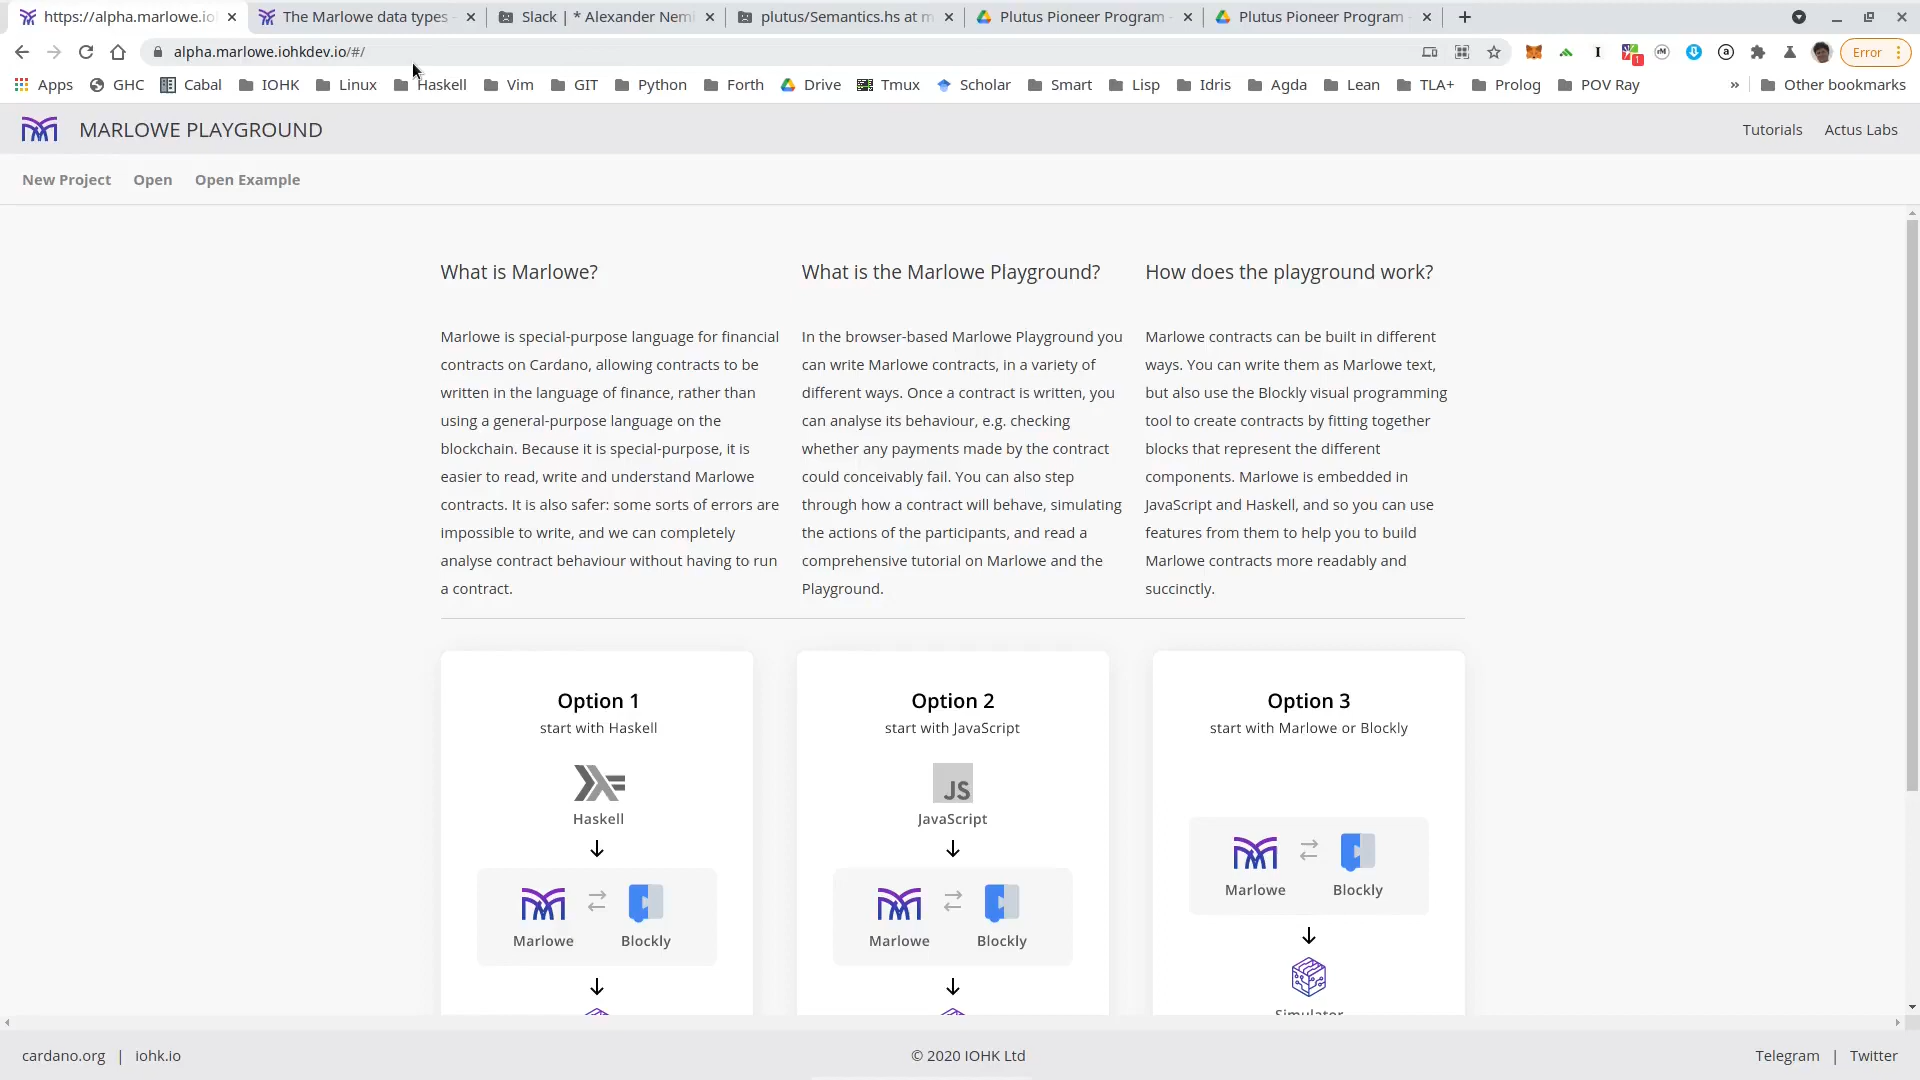 https://alpha.marlowe.io
The Marlowe data types -
Slack | * Alexander Nemi
plutus/Semantics.hs at m
Plutus Pioneer Program -
Plutus Pioneer Program -
alpha.marlowe.iohkdev.io/#/
Error
Apps GHC Cabal IOHK Linux Haskell Vim GIT Python Forth Drive Tmux Scholar Smart Lisp Idris Agda Lean TLA+ Prolog POV Ray » Other bookmarks
MARLOWE PLAYGROUND
Tutorials Actus Labs
New Project Open Open Example
What is Marlowe?
Marlowe is special-purpose language for financial
contracts on Cardano, allowing contracts to be
written in the language of finance, rather than
using a general-purpose language on the
blockchain. Because it is special-purpose, it is
easier to read, write and understand Marlowe
contracts. It is also safer: some sorts of errors are
impossible to write, and we can completely
analyse contract behaviour without having to run
a contract.
What is the Marlowe Playground?
In the browser-based Marlowe Playground you
can write Marlowe contracts, in a variety of
different ways. Once a contract is written, you
can analyse its behaviour, e.g. checking
whether any payments made by the contract
could conceivably fail. You can also step
through how a contract will behave, simulating
the actions of the participants, and read a
comprehensive tutorial on Marlowe and the
Playground.
How does the playground work?
Marlowe contracts can be built in different
ways. You can write them as Marlowe text,
but also use the Blockly visual programming
tool to create contracts by fitting together
blocks that represent the different
components. Marlowe is embedded in
JavaScript and Haskell, and so you can use
features from them to help you to build
Marlowe contracts more readably and
succinctly.
Option 1
start with Haskell
Haskell
Marlowe Blockly
Option 2
start with JavaScript
JS
JavaScript
Marlowe Blockly
Option 3
start with Marlowe or Blockly
Marlowe Blockly
Simulator
cardano.org | iohk.io
© 2020 IOHK Ltd
Telegram | Twitter